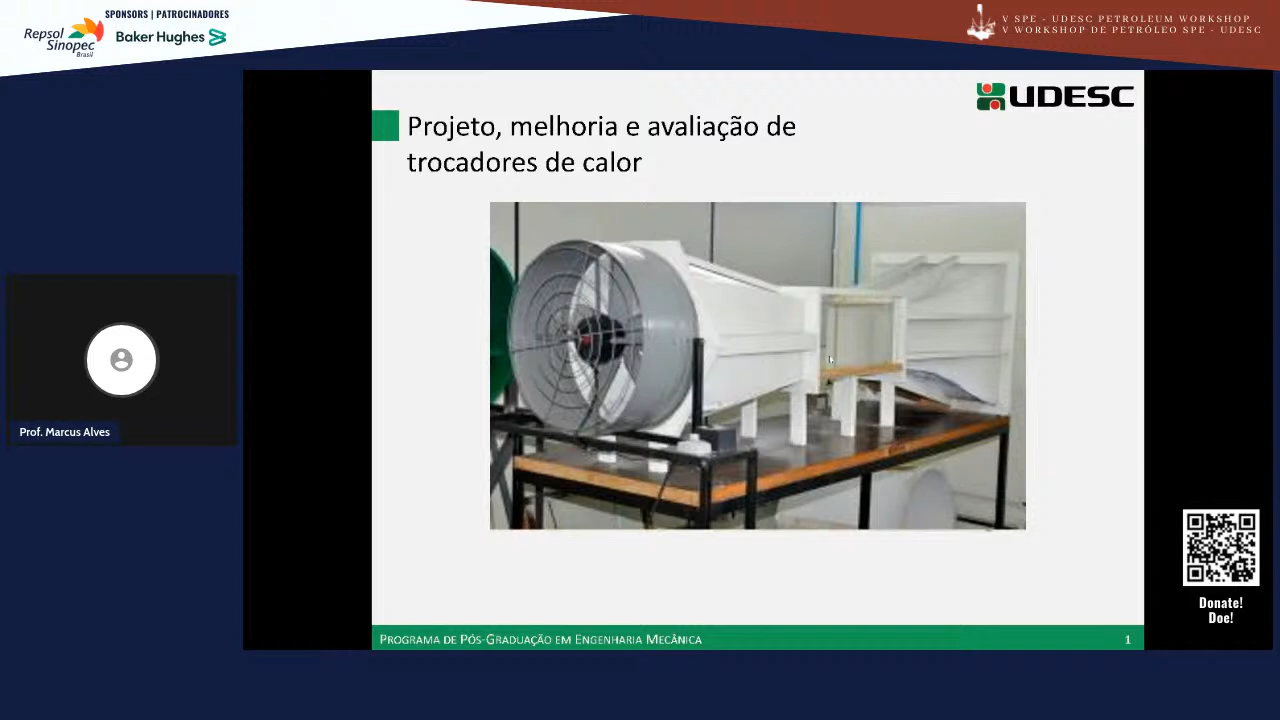 SPONSORS | PATROCINADORES
Repsol
Sinopec
Brasil
Baker Hughes
V SPE - UDESC PETROLEUM WORKSHOP
V WORKSHOP DE PETRÓLEO SPE - UDESC
UDESC
Projeto, melhoria e avaliação de
trocadores de calor
Prof. Marcus Alves
Donate!
Doe!
PROGRAMA DE PÓS-GRADUAÇÃO EM ENGENHARIA MECÂNICA
1